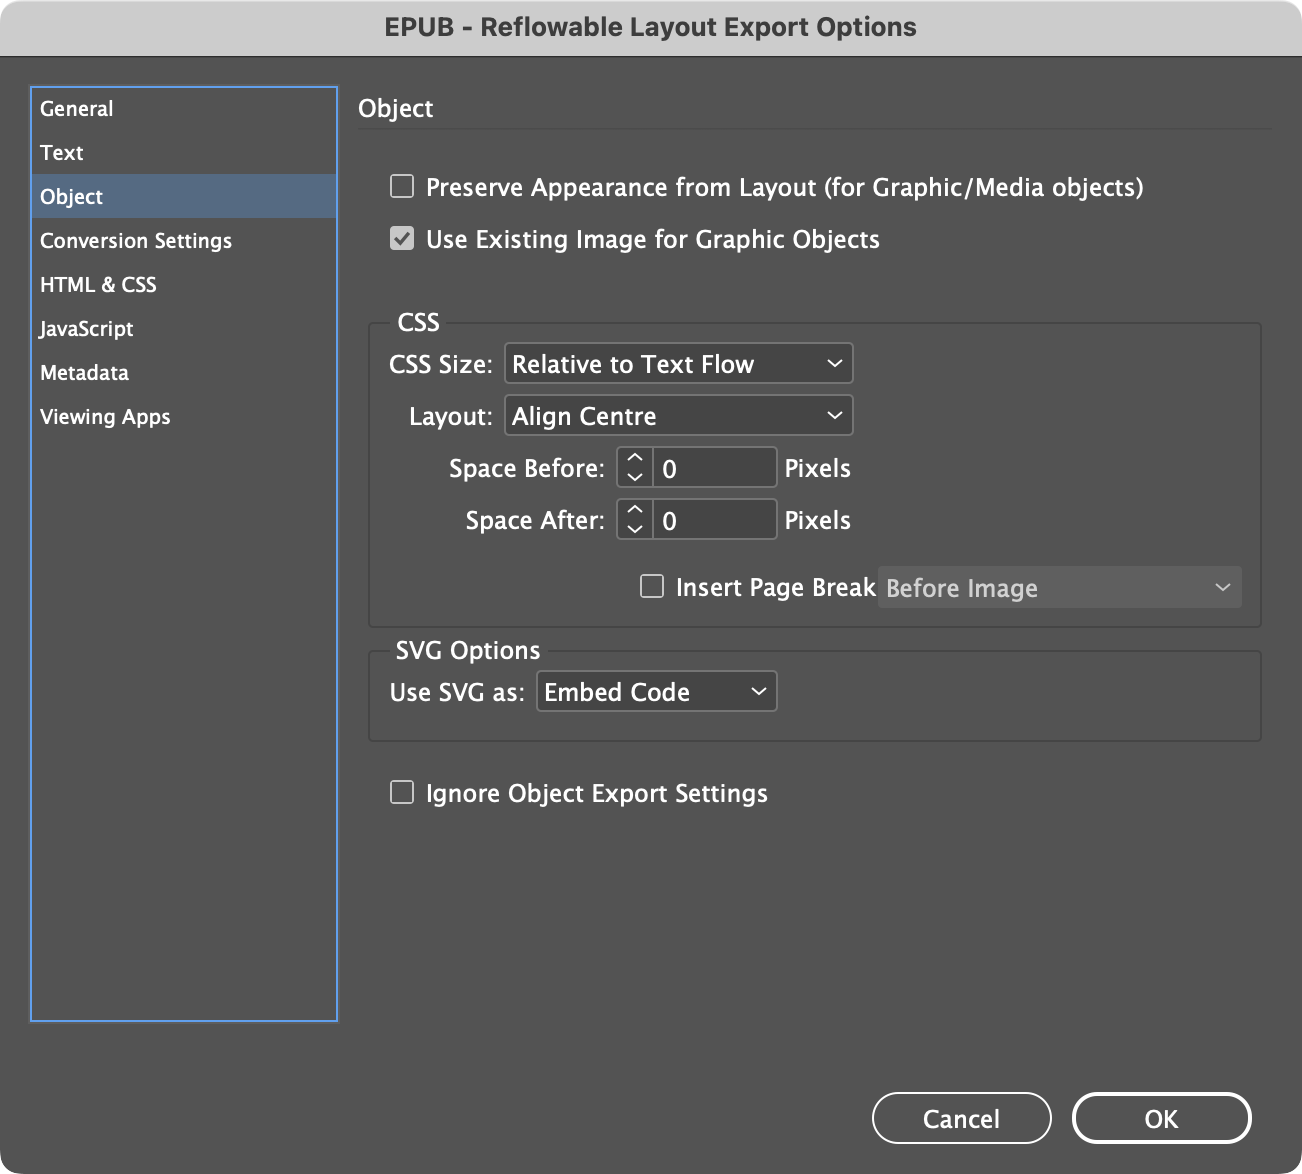 EPUB - Reflowable Layout Export Options
General
Text
Object
Conversion Settings
HTML & CSS
JavaScript
Metadata
Viewing Apps
Object
Preserve Appearance from Layout (for Graphic/Media objects)
Use Existing Image for Graphic Objects
CSS
CSS Size: Relative to Text Flow
Layout: Align Centre
Space Before: 0 Pixels
Space After: 0 Pixels
Insert Page Break Before Image
SVG Options
Use SVG as: Embed Code
Ignore Object Export Settings
Cancel OK